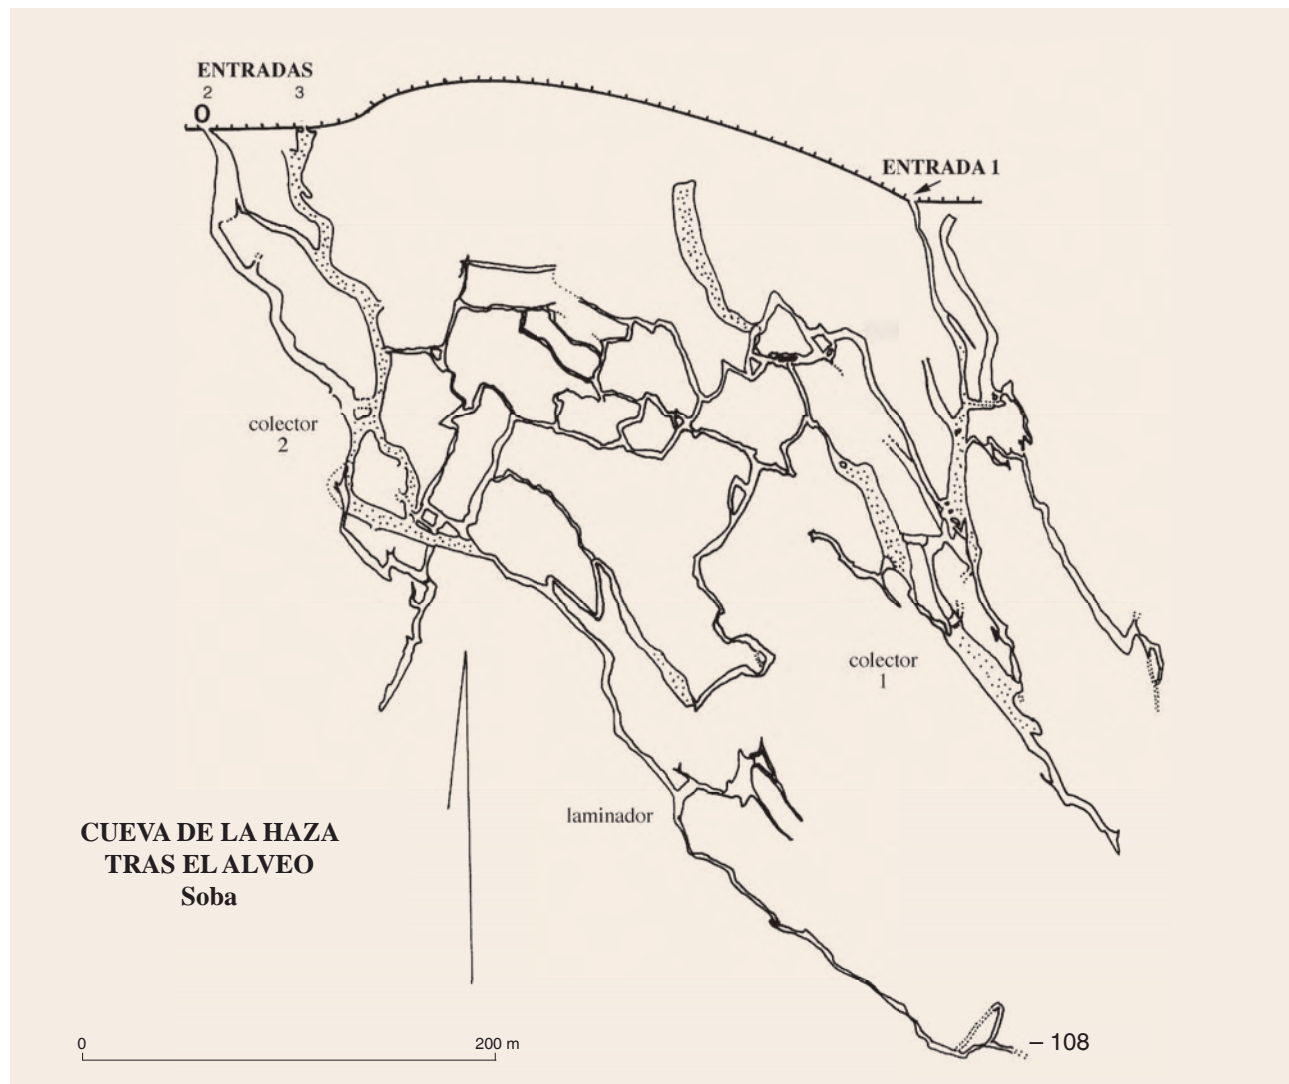 ENTRADAS
2 3
0
ENTRADA 1
colector
2
colector
1
laminador
CUEVA DE LA HAZA
TRAS EL ALVEO
Soba
0 200 m
– 108